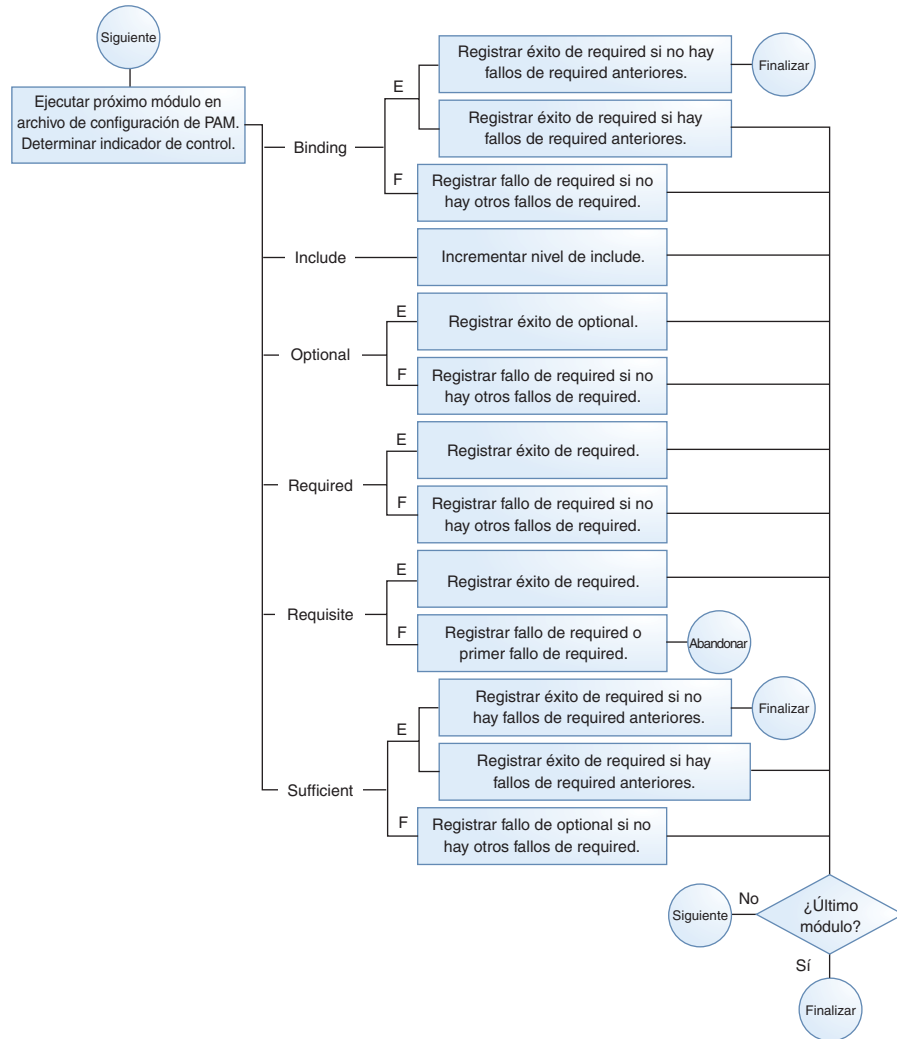 Siguiente
Ejecutar próximo módulo en
archivo de configuración de PAM.
Determinar indicador de control.
Binding
E
Registrar éxito de required si no hay
fallos de required anteriores.
Finalizar
Registrar éxito de required si hay
fallos de required anteriores.
F
Registrar fallo de required si no
hay otros fallos de required.
Include
Incrementar nivel de include.
Optional
E
Registrar éxito de optional.
F
Registrar fallo de required si no
hay otros fallos de required.
Required
E
Registrar éxito de required.
F
Registrar fallo de required si no
hay otros fallos de required.
Requisite
E
Registrar éxito de required.
F
Registrar fallo de required o
primer fallo de required.
Abandonar
Sufficient
E
Registrar éxito de required si no
hay fallos de required anteriores.
Finalizar
Registrar éxito de required si hay
fallos de required anteriores.
F
Registrar fallo de optional si no
hay otros fallos de required.
¿Último
módulo?
No
Siguiente
Sí
Finalizar